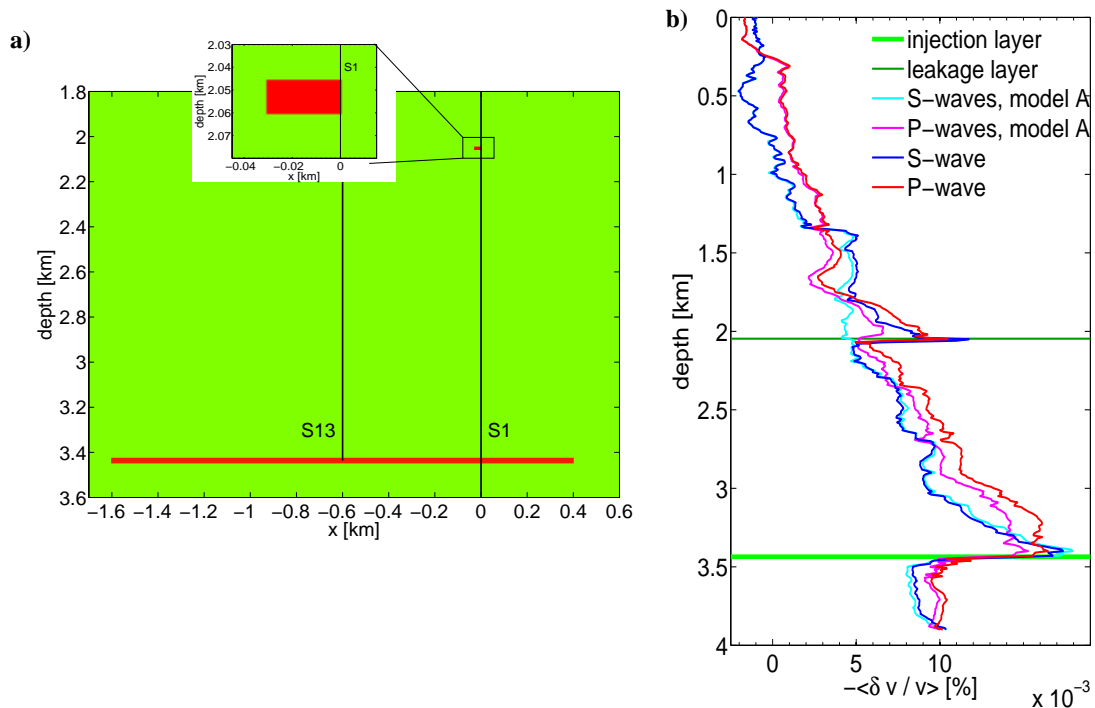 a)
2.03
2.04
2.05
2.06
2.07
depth [km]
S1
−0.04
−0.02
0
x [km]
1.8
2
2.2
2.4
2.6
2.8
3
3.2
3.4
3.6
depth [km]
S13
S1
−1.6
−1.4
−1.2
−1
−0.8
−0.6
−0.4
−0.2
0
0.2
0.4
0.6
x [km]
b)
0
0.5
1
1.5
2
2.5
3
3.5
4
depth [km]
injection layer
leakage layer
S−waves, model A
P−waves, model A
S−wave
P−wave
0
5
10
−<δ v / v> [%]
x 10⁻³